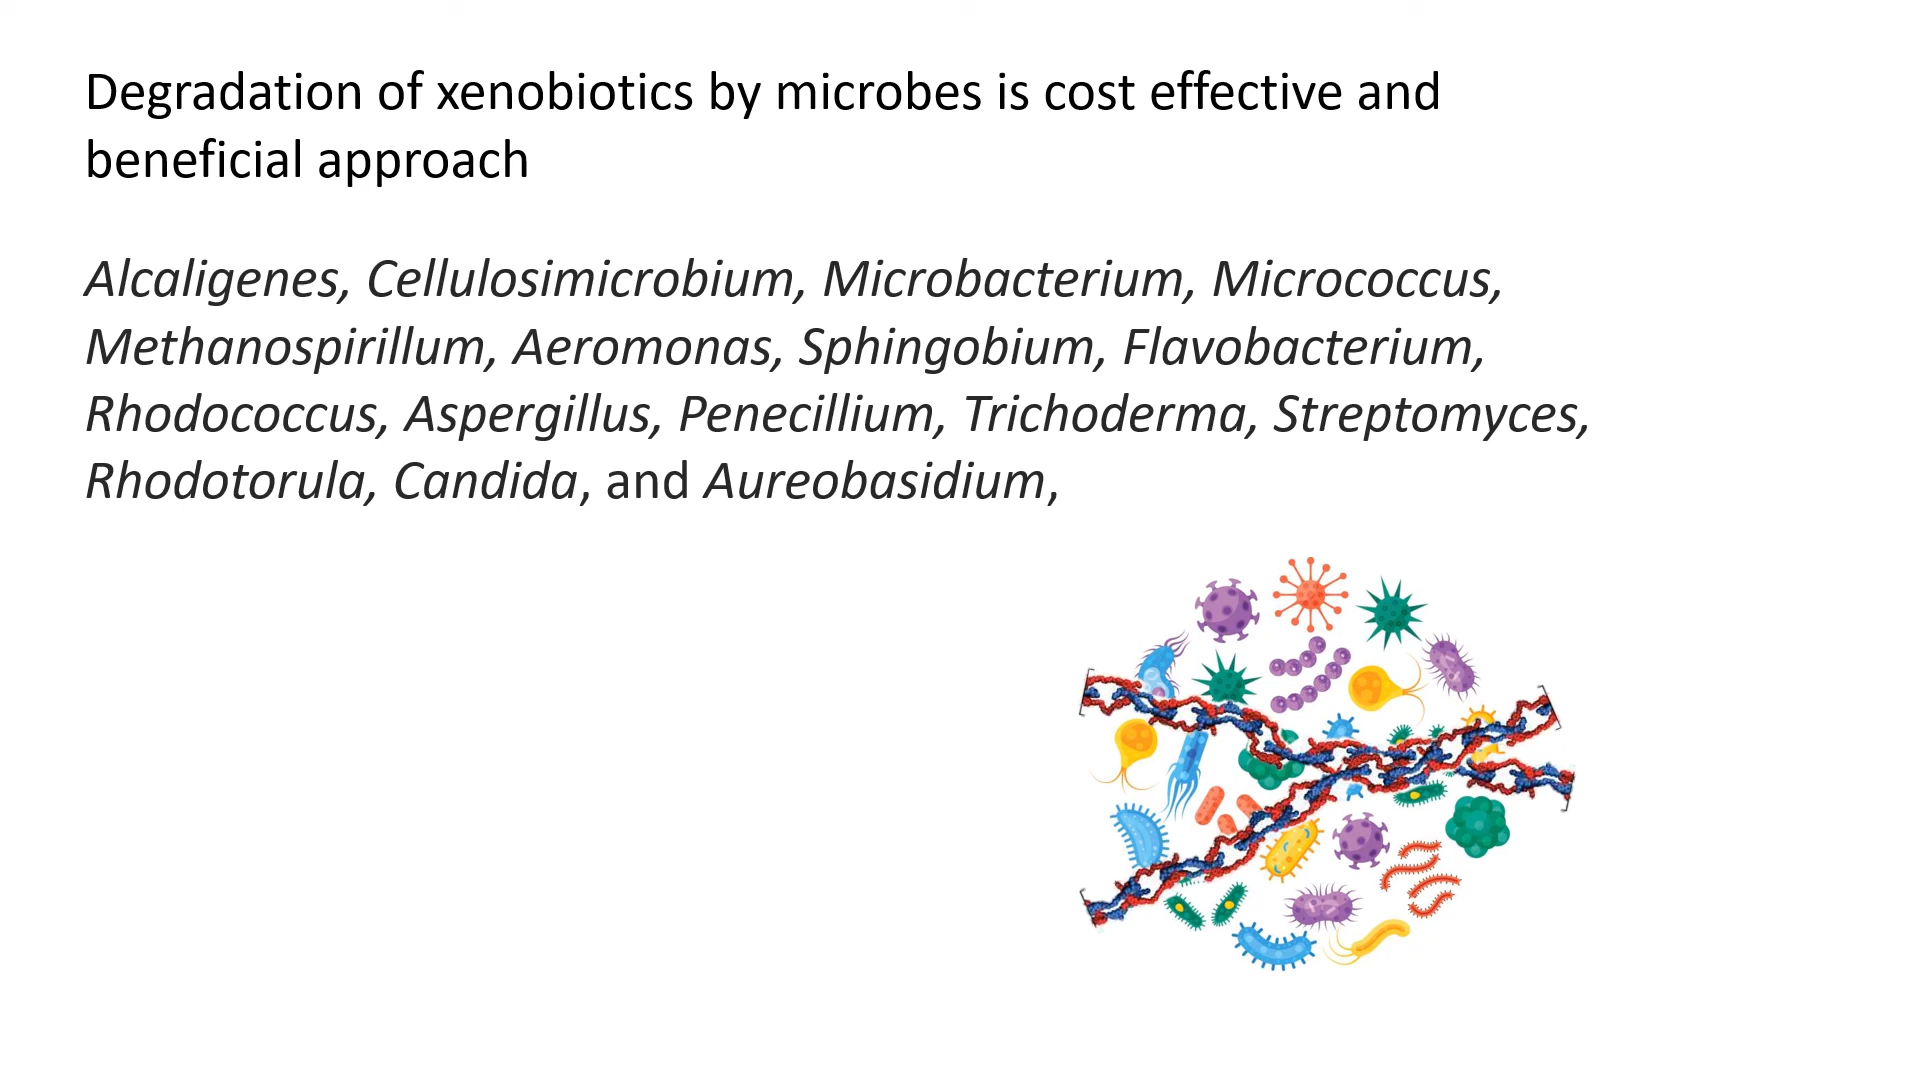 Degradation of xenobiotics by microbes is cost effective and
beneficial approach
Alcaligenes, Cellulosimicrobium, Microbacterium, Micrococcus,
Methanospirillum, Aeromonas, Sphingobium, Flavobacterium,
Rhodococcus, Aspergillus, Penecillium, Trichoderma, Streptomyces,
Rhodotorula, Candida, and Aureobasidium,